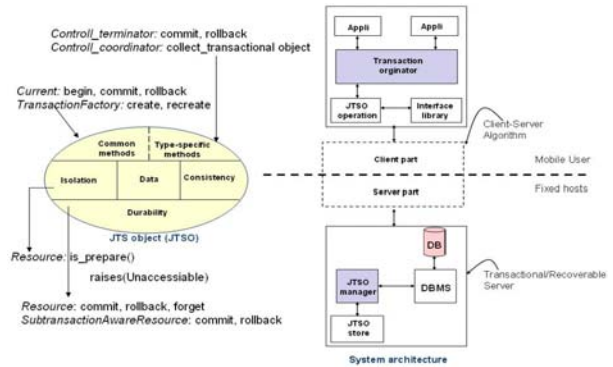 Controll_terminator: commit, rollback
Controll_coordinator: collect_transactional object
Current: begin, commit, rollback
TransactionFactory: create, recreate
Common methods
Type-specific methods
Isolation
Data
Consistency
Durability
JTS object (JTSO)
Resource: is_prepare()
raises(Unaccessiable)
Resource: commit, rollback, forget
SubtransactionAwareResource: commit, rollback
Appli
Appli
Transaction
orginator
JTSO
operation
Interface
library
Client-Server
Algorithm
Client part
Mobile User
Server part
Fixed hosts
DB
JTSO
manager
DBMS
Transactional/Recoverable
Server
JTSO
store
System architecture